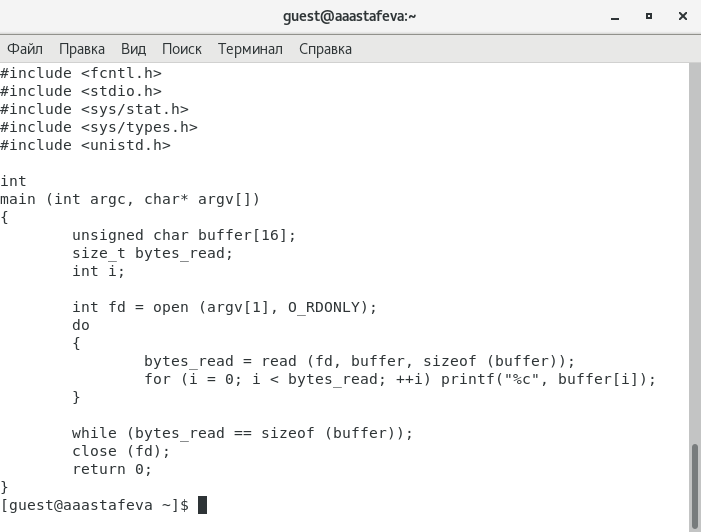 guest@aaastafeva:~
Файл Правка Вид Поиск Терминал Справка
#include <fcntl.h>
#include <stdio.h>
#include <sys/stat.h>
#include <sys/types.h>
#include <unistd.h>

int
main (int argc, char* argv[])
{
        unsigned char buffer[16];
        size_t bytes_read;
        int i;

        int fd = open (argv[1], O_RDONLY);
        do
        {
                bytes_read = read (fd, buffer, sizeof (buffer));
                for (i = 0; i < bytes_read; ++i) printf("%c", buffer[i]);
        }

        while (bytes_read == sizeof (buffer));
        close (fd);
        return 0;
}
[guest@aaastafeva ~]$